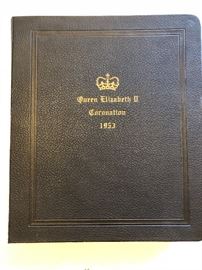 Queen Elizabeth II
Coronation
1953